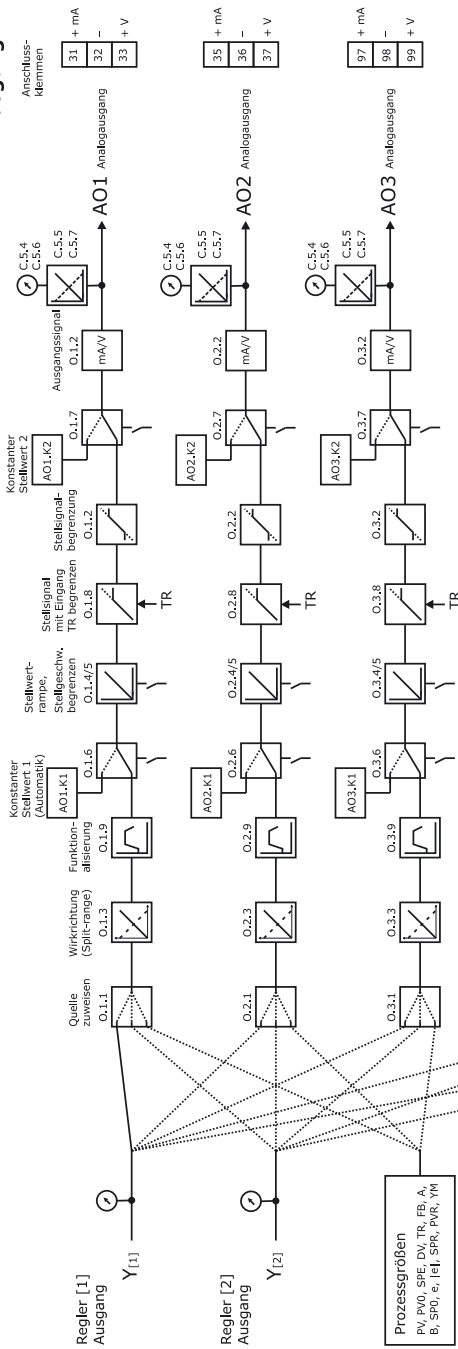 Anschluss-
klemmen
Konstanter
Stellwert 1
(Automatik)
Stellwert-
rampe,
Stellgeschw.
begrenzen
Stellsignal
mit Eingang
TR begrenzen
Stellsignal-
begrenzung
Konstanter
Stellwert 2
Ausgangssignal
Quelle
zuweisen
Wirkrichtung
(Split-range)
Funktion-
alisierung
Regler [1]
Ausgang
Y[1]
O.1.1
O.1.3
O.1.9
AO1.K1
O.1.6
O.1.4/5
O.1.8
TR
O.1.2
AO1.K2
O.1.7
O.1.2
mA/V
C.5.4
C.5.6
C.5.5
C.5.7
AO1 Analogausgang
31 + mA
32 –
33 + V
Regler [2]
Ausgang
Y[2]
O.2.1
O.2.3
O.2.9
AO2.K1
O.2.6
O.2.4/5
O.2.8
TR
O.2.2
AO2.K2
O.2.7
O.2.2
mA/V
C.5.4
C.5.6
C.5.5
C.5.7
AO2 Analogausgang
35 + mA
36 –
37 + V
Prozessgrößen
PV, PV0, SPE, DV, TR, FB, A,
B, SP0, e, |e|, SPR, PVR, YM
O.3.1
O.3.3
O.3.9
AO3.K1
O.3.6
O.3.4/5
O.3.8
TR
O.3.2
AO3.K2
O.3.7
O.3.2
mA/V
C.5.4
C.5.6
C.5.5
C.5.7
AO3 Analogausgang
97 + mA
98 –
99 + V